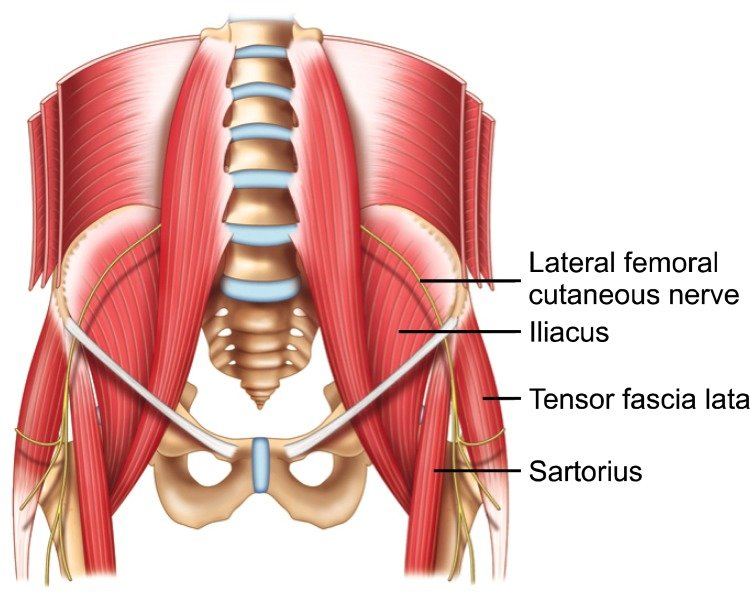 Lateral femoral
cutaneous nerve
Iliacus
Tensor fascia lata
Sartorius